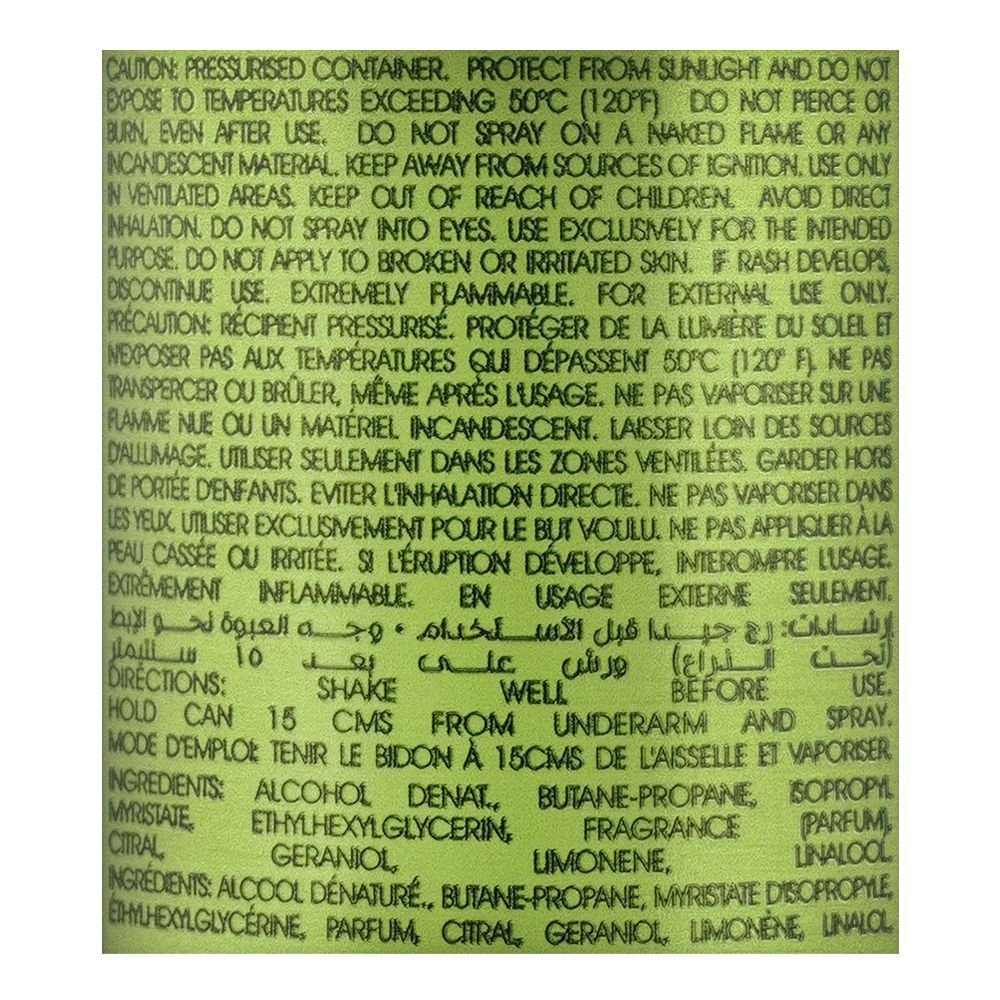 CAUTION: PRESSURISED CONTAINER. PROTECT FROM SUNLIGHT AND DO NOT
EXPOSE TO TEMPERATURES EXCEEDING 50°C (120°F) DO NOT PIERCE OR
BURN, EVEN AFTER USE. DO NOT SPRAY ON A NAKED FLAME OR ANY
INCANDESCENT MATERIAL. KEEP AWAY FROM SOURCES OF IGNITION. USE ONLY
IN VENTILATED AREAS. KEEP OUT OF REACH OF CHILDREN. AVOID DIRECT
INHALATION. DO NOT SPRAY INTO EYES. USE EXCLUSIVELY FOR THE INTENDED
PURPOSE. DO NOT APPLY TO BROKEN OR IRRITATED SKIN. IF RASH DEVELOPS,
DISCONTINUE USE. EXTREMELY FLAMMABLE. FOR EXTERNAL USE ONLY.
PRÉCAUTION: RÉCIPIENT PRESSURISÉ. PROTÉGER DE LA LUMIÈRE DU SOLEIL ET
N'EXPOSER PAS AUX TEMPÉRATURES QUI DÉPASSENT 50°C (120° F). NE PAS
TRANSPERCER OU BRÛLER, MÊME APRÈS L'USAGE. NE PAS VAPORISER SUR UNE
FLAMME NUE OU UN MATÉRIEL INCANDESCENT. LAISSER LOIN DES SOURCES
D'ALLUMAGE. UTILISER SEULEMENT DANS LES ZONES VENTILÉES. GARDER HORS
DE PORTÉE D'ENFANTS. EVITER L'INHALATION DIRECTE. NE PAS VAPORISER DANS
LES YEUX. UTILISER EXCLUSIVEMENT POUR LE BUT VOULU. NE PAS APPLIQUER À LA
PEAU CASSÉE OU IRRITÉE. SI L'ÉRUPTION DÉVELOPPE, INTEROMPRE L'USAGE.
EXTRÊMEMENT INFLAMMABLE. EN USAGE EXTERNE SEULEMENT.
إرشادات: رج جيدا قبل الأستخدام • وجه العبوة نحو الإبط
(تحت الذراع) ورش على بعد ١٥ سنتيمتر
DIRECTIONS: SHAKE WELL BEFORE USE.
HOLD CAN 15 CMS FROM UNDERARM AND SPRAY.
MODE D'EMPLOI: TENIR LE BIDON À 15CMS DE L'AISSELLE ET VAPORISER.
INGREDIENTS: ALCOHOL DENAT., BUTANE-PROPANE, ISOPROPYL
MYRISTATE, ETHYLHEXYLGLYCERIN, FRAGRANCE (PARFUM),
CITRAL, GERANIOL, LIMONENE, LINALOOL.
INGRÉDIENTS: ALCOOL DÉNATURÉ., BUTANE-PROPANE, MYRISTATE D'ISOPROPYLE,
ÉTHYLHEXYLGLYCÉRINE, PARFUM, CITRAL, GERANIOL, LIMONÈNE, LINALOL.